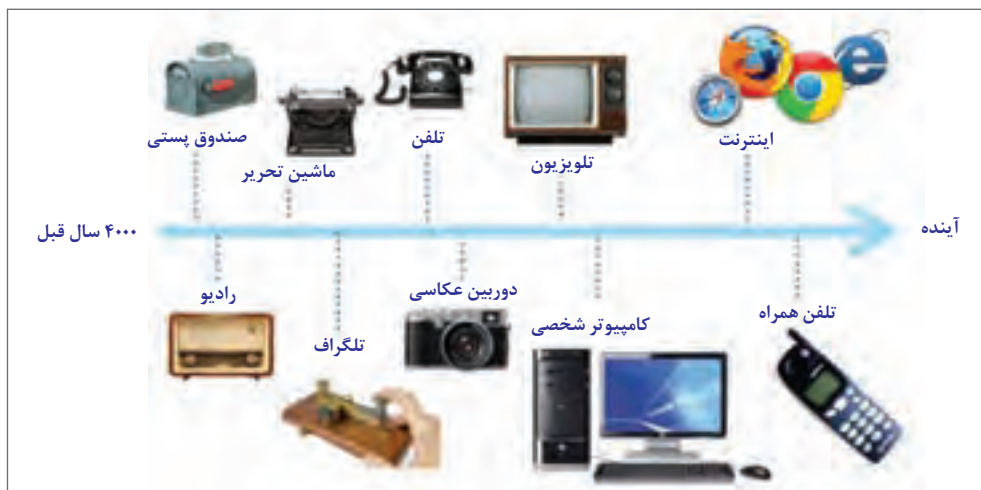 صندوق پستی
ماشین تحریر
تلفن
تلویزیون
اینترنت
۴۰۰۰ سال قبل
آینده
رادیو
تلگراف
دوربین عکاسی
کامپیوتر شخصی
تلفن همراه